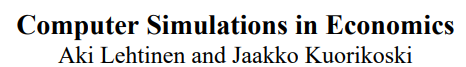 Computer Simulations in Economics
Aki Lehtinen and Jaakko Kuorikoski